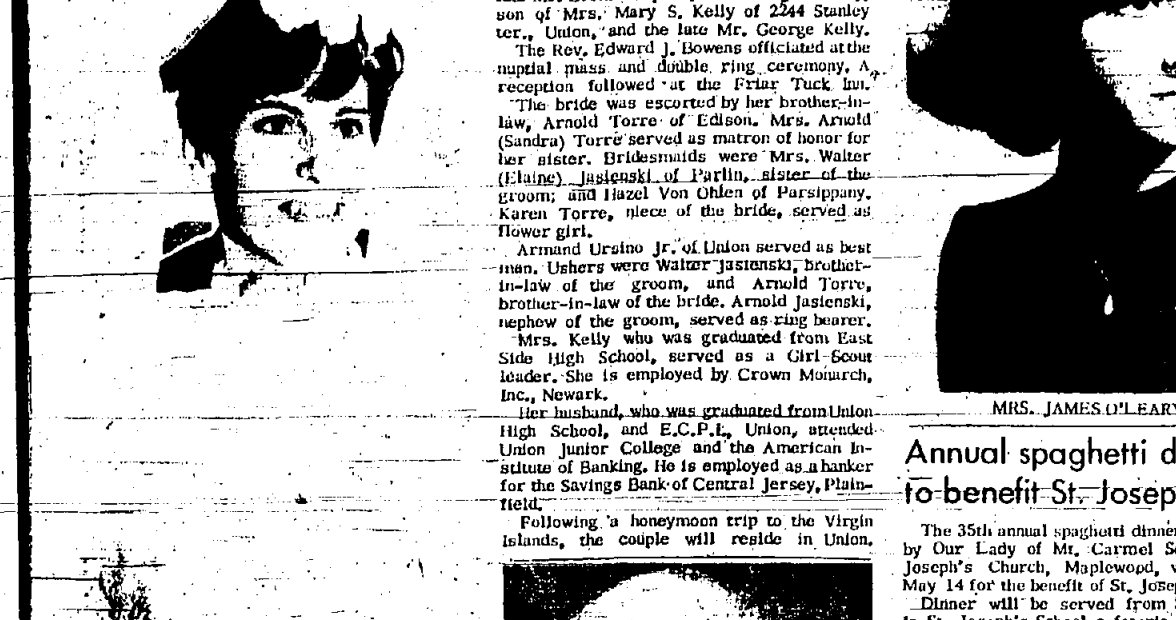 son of Mrs. Mary S. Kelly of 2244 Stanley
ter., Union, and the late Mr. George Kelly.
The Rev. Edward J. Bowens officiated at the
nuptial mass and double ring ceremony. A
reception followed at the Friar Tuck Inn.
The bride was escorted by her brother-in-
law, Arnold Torre of Edison. Mrs. Arnold
(Sandra) Torre served as matron of honor for
her sister. Bridesmaids were Mrs. Walter
(Elaine) Jasienski of Parlin, sister of the
groom; and Hazel Von Ohlen of Parsippany.
Karen Torre, niece of the bride, served as
flower girl.
Armand Ursino Jr. of Union served as best
man. Ushers were Walter Jasienski, brother-
in-law of the groom, and Arnold Torre,
brother-in-law of the bride. Arnold Jasienski,
nephew of the groom, served as ring bearer.
Mrs. Kelly who was graduated from East
Side High School, served as a Girl Scout
leader. She is employed by Crown Monarch,
Inc., Newark.
Her husband, who was graduated from Union
High School, and E.C.P.I., Union, attended
Union Junior College and the American In-
stitute of Banking. He is employed as a banker
for the Savings Bank of Central Jersey, Plain-
field.
Following a honeymoon trip to the Virgin
Islands, the couple will reside in Union.
MRS. JAMES O'LEARY
Annual spaghetti d
to benefit St. Josep
The 35th annual spaghetti dinner
by Our Lady of Mt. Carmel S
Joseph's Church, Maplewood,
May 14 for the benefit of St. Josep
Dinner will be served from